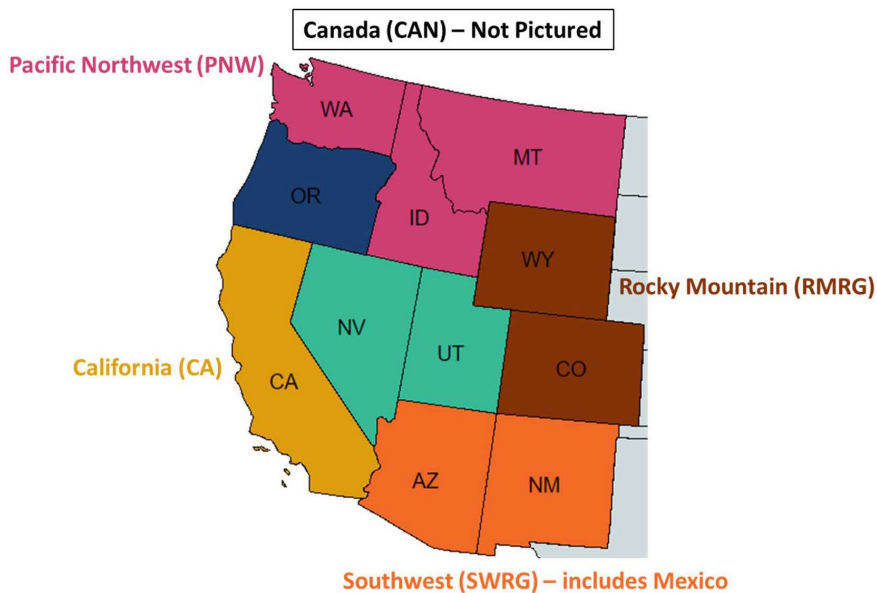 Canada (CAN) – Not Pictured
Pacific Northwest (PNW)
WA
MT
OR
ID
WY
Rocky Mountain (RMRG)
NV
UT
California (CA)
CA
CO
AZ
NM
Southwest (SWRG) – includes Mexico